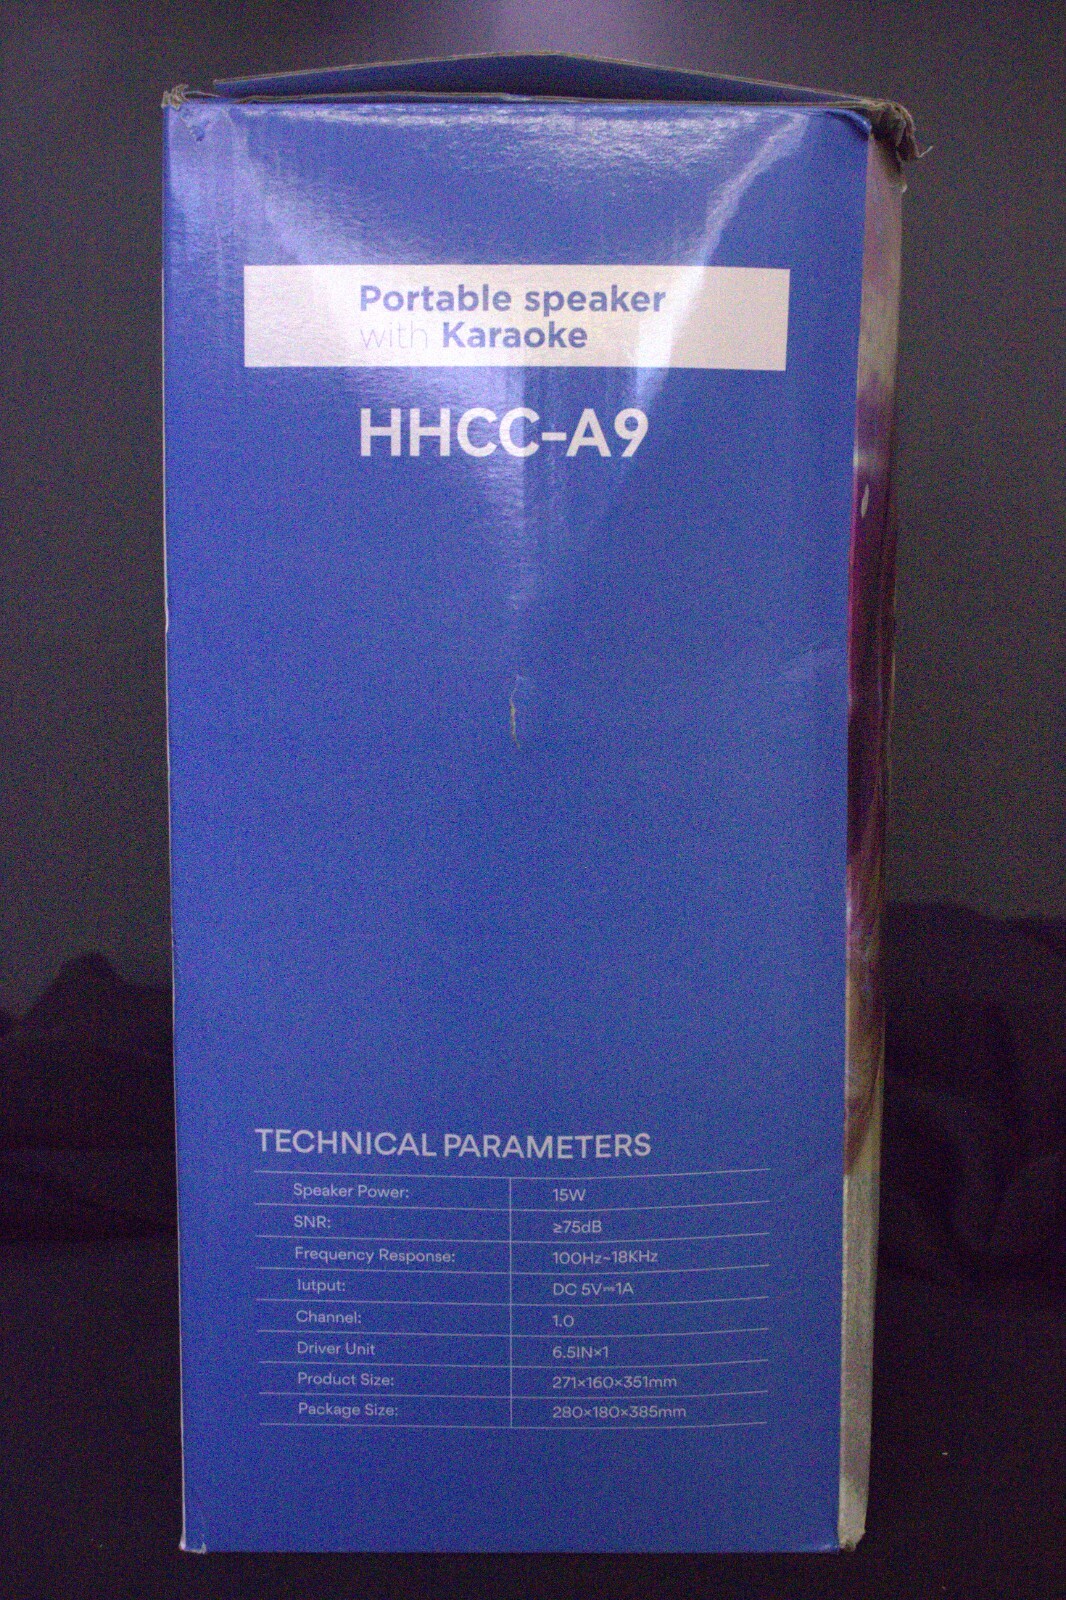 Portable speaker
with Karaoke
HHCC-A9
TECHNICAL PARAMETERS
Speaker Power: 15W
SNR: ≥75dB
Frequency Response: 100Hz~18KHz
Iutput: DC 5V⎓1A
Channel: 1.0
Driver Unit 6.5IN×1
Product Size: 271×160×351mm
Package Size: 280×180×385mm